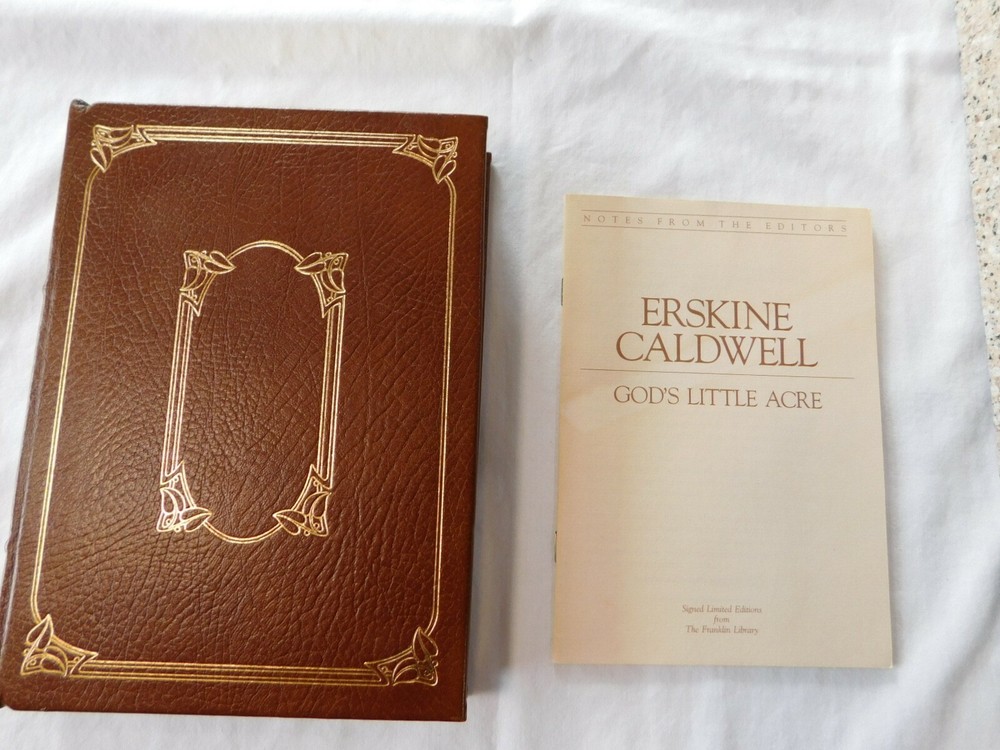 NOTES FROM THE EDITORS
ERSKINE
CALDWELL
GOD'S LITTLE ACRE
Signed Limited Editions
from
The Franklin Library